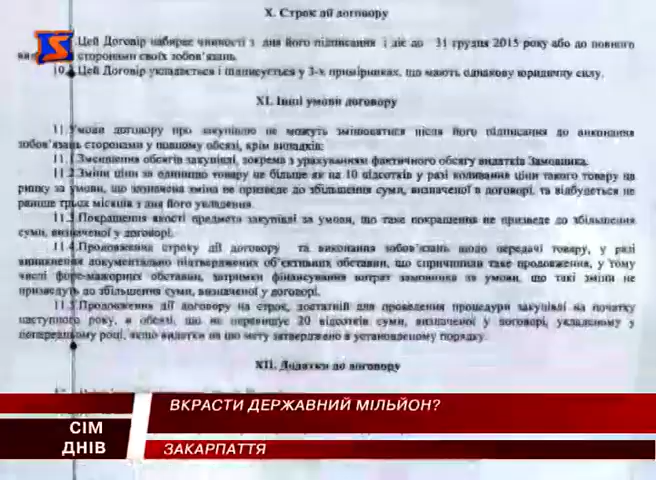 X. Строк дії договору
Цей Договір набирає чинності з дня його підписання і діє до 31 грудня 2015 року або до повного
сторонами своїх зобов'язань
10. Цей Договір укладається і підписується у 3-х примірниках, що мають однакову юридичну силу.
XI. Інші умови договору
11. Умови договору про закупівлю не можуть змінюватися після його підписання до виконання
зобов'язань сторонами у повному обсязі, крім випадків:
11.1 Зменшення обсягів закупівлі, зокрема з урахуванням фактичного обсягу видатків Замовника.
11.2 Зміни ціни за одиницю товару не більше як на 10 відсотків у разі коливання ціни такого товару на
ринку за умови, що зазначена зміна не призведе до збільшення суми, визначеної в договорі, та відбудеться не
раніше трьох місяців з дня його укладення.
11.3 Покращення якості предмета закупівлі за умови, що таке покращення не призведе до збільшення
суми, визначеної у договорі.
11.4 Продовження строку дії договору та виконання зобов'язань щодо передачі товару, у разі
виникнення документально підтверджених об'єктивних обставин, що спричинили таке продовження, у тому
числі форс-мажорних обставин, затримки фінансування витрат замовника за умови, що такі зміни не
призведуть до збільшення суми, визначеної у договорі.
11.5 Продовження дії договору на строк, достатній для проведення процедури закупівлі на початку
наступного року, в обсязі, що не перевищує 20 відсотків суми, визначеної у договорі, укладеному у
попередньому році, якщо видатки на цю мету затверджено в установленому порядку.
XII. Додатки до договору
СІМ
ДНІВ
ВКРАСТИ ДЕРЖАВНИЙ МІЛЬЙОН?
ЗАКАРПАТТЯ